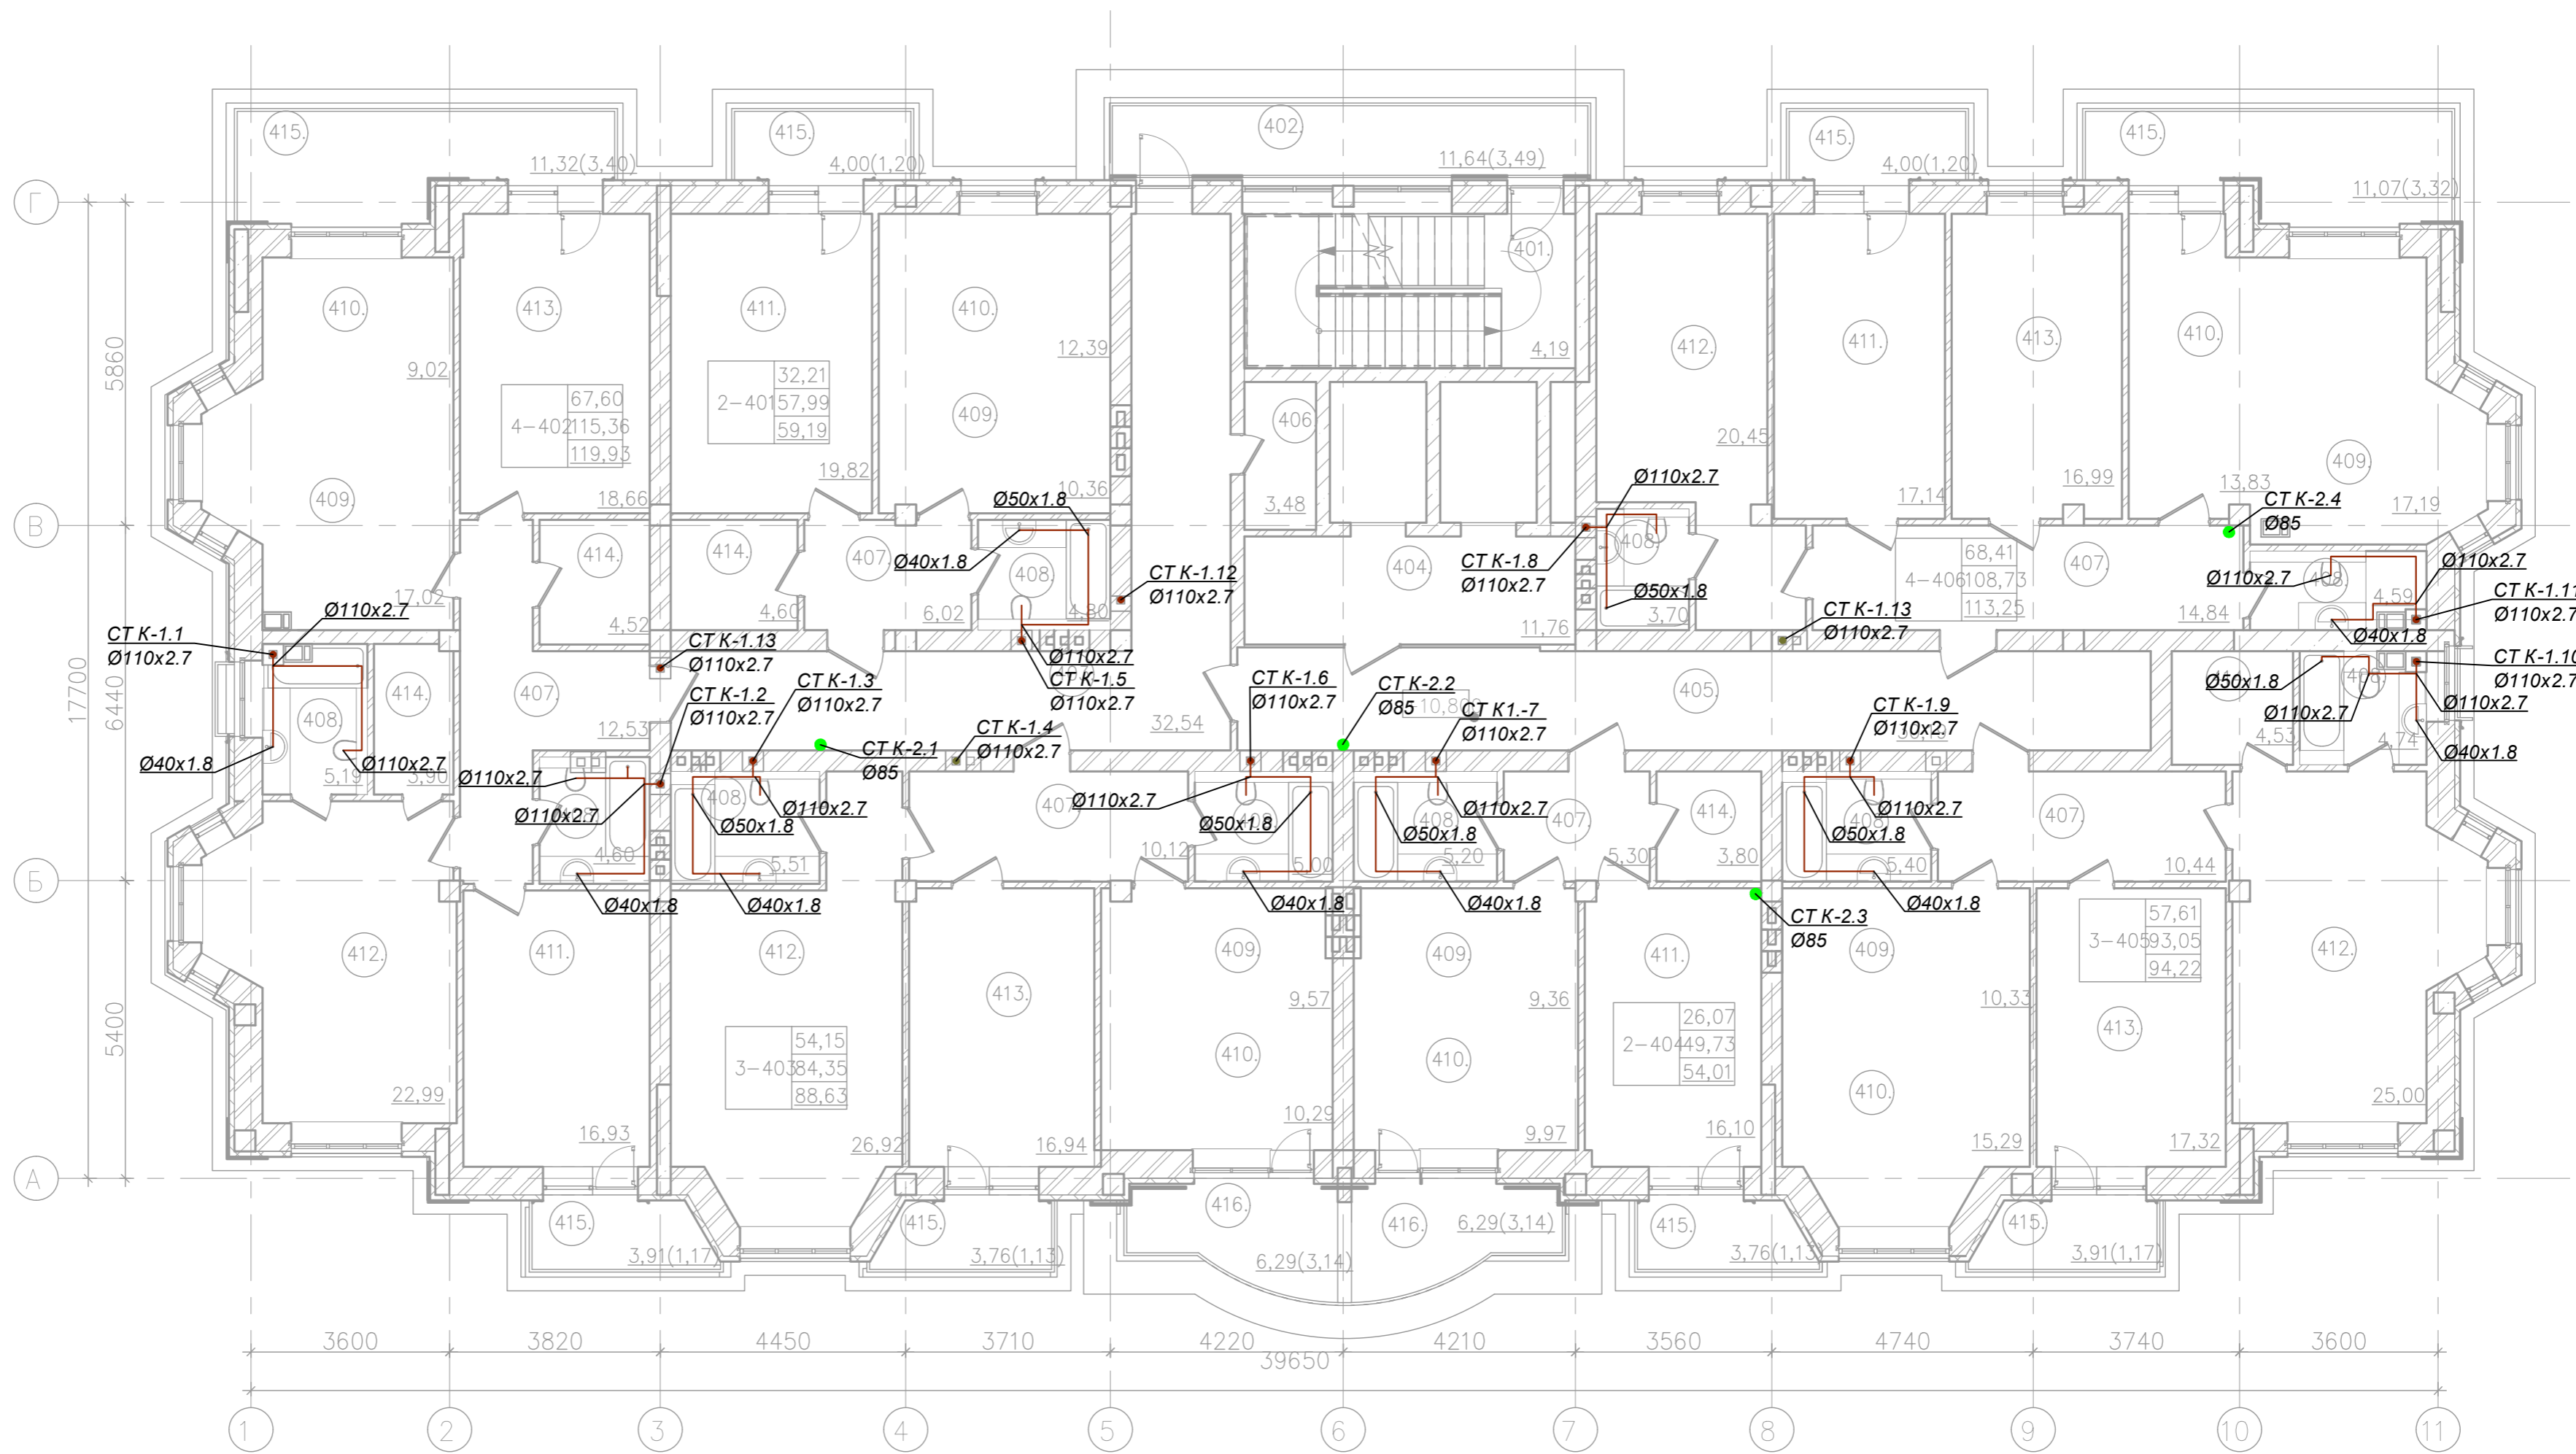 415.
415.
402.
415.
415.
11,32(3,40)
4,00(1,20)
11,64(3,49)
4,00(1,20)
11,07(3,32)
Г
401.
410.
413.
411.
410.
412.
411.
413.
410.
5860
9,02
12,39
4,19
67,60
4-402
115,36
119,93
32,21
2-401
57,99
59,19
409.
406.
20,45
409.
409.
18,66
19,82
10,36
3,48
17,14
16,99
13,83
17,19
Ø50x1.8
Ø110x2.7
СТ К-2.4
Ø85
В
414.
414.
407.
Ø40x1.8
408.
СТ К-1.12
Ø110x2.7
404.
СТ К-1.8
Ø110x2.7
408.
Ø50x1.8
3,70
68,41
4-406
108,73
113,25
407.
Ø110x2.7
408.
4,59
Ø110x2.7
СТ К-1.11
Ø110x2.7
Ø40x1.8
17,02
4,52
4,60
6,02
4,80
11,76
14,84
17700
6440
СТ К-1.1
Ø110x2.7
Ø110x2.7
СТ К-1.13
Ø110x2.7
Ø110x2.7
СТ К-1.5
Ø110x2.7
СТ К-1.13
Ø110x2.7
СТ К-1.10
Ø110x2.7
408.
414.
407.
СТ К-1.2
Ø110x2.7
СТ К-1.3
Ø110x2.7
СТ К-1.4
Ø110x2.7
СТ К-1.6
Ø110x2.7
СТ К-2.2
Ø85
СТ К1.-7
Ø110x2.7
405.
СТ К-1.9
Ø110x2.7
Ø50x1.8
408.
Ø110x2.7
Ø110x2.7
Ø40x1.8
12,53
32,54
4,53
4,74
Ø40x1.8
Ø110x2.7
5,19
3,90
Ø110x2,7
СТ К-2.1
Ø85
Ø110x2.7
408.
Ø110x2.7
Ø50x1.8
407.
Ø110x2.7
Ø50x1.8
Ø110x2.7
408.
Ø50x1.8
407.
414.
Ø110x2.7
Ø50x1.8
407.
4,60
5,51
10,12
5,00
5,20
5,30
3,80
5,40
10,44
Б
Ø40x1.8
Ø40x1.8
Ø40x1.8
Ø40x1.8
СТ К-2.3
Ø85
Ø40x1.8
412.
411.
412.
413.
409.
409.
411.
409.
57,61
3-405
93,05
94,22
412.
9,57
9,36
10,33
5400
54,15
3-403
84,35
88,63
410.
410.
26,07
2-404
49,73
54,01
410.
413.
22,99
16,93
26,92
16,94
10,29
9,97
16,10
15,29
17,32
25,00
А
415.
415.
416.
416.
415.
415.
3,91(1,17)
3,76(1,13)
6,29(3,14)
6,29(3,14)
3,76(1,13)
3,91(1,17)
3600
3820
4450
3710
4220
4210
3560
4740
3740
3600
39650
1
2
3
4
5
6
7
8
9
10
11